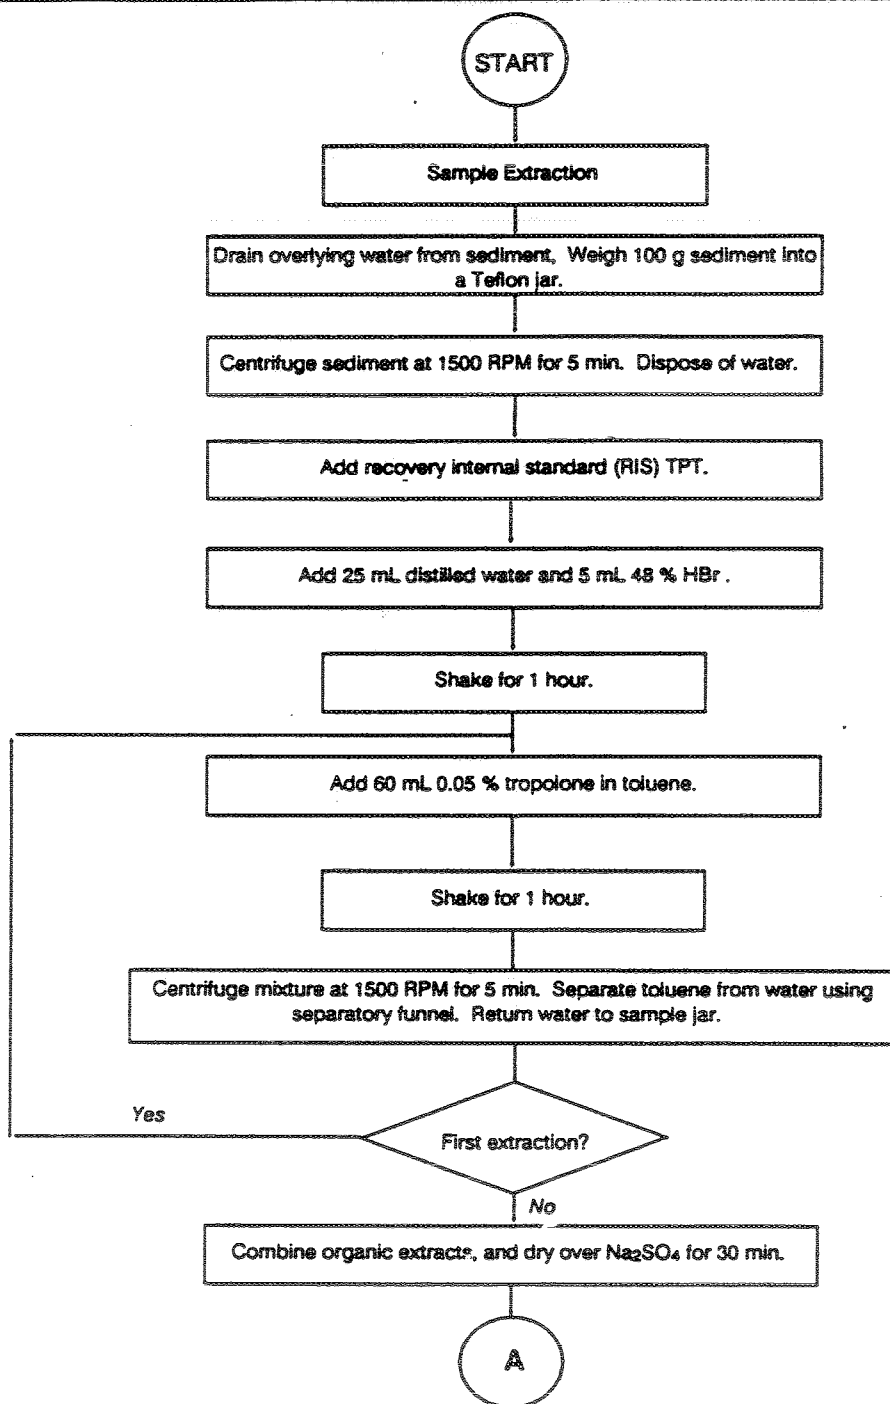 START
Sample Extraction
Drain overlying water from sediment, Weigh 100 g sediment into
a Teflon jar.
Centrifuge sediment at 1500 RPM for 5 min. Dispose of water.
Add recovery internal standard (RIS) TPT.
Add 25 mL distilled water and 5 mL 48 % HBr .
Shake for 1 hour.
Add 60 mL 0.05 % tropolone in toluene.
Shake for 1 hour.
Centrifuge mixture at 1500 RPM for 5 min. Separate toluene from water using
separatory funnel. Return water to sample jar.
Yes
First extraction?
No
Combine organic extracts, and dry over Na₂SO₄ for 30 min.
A